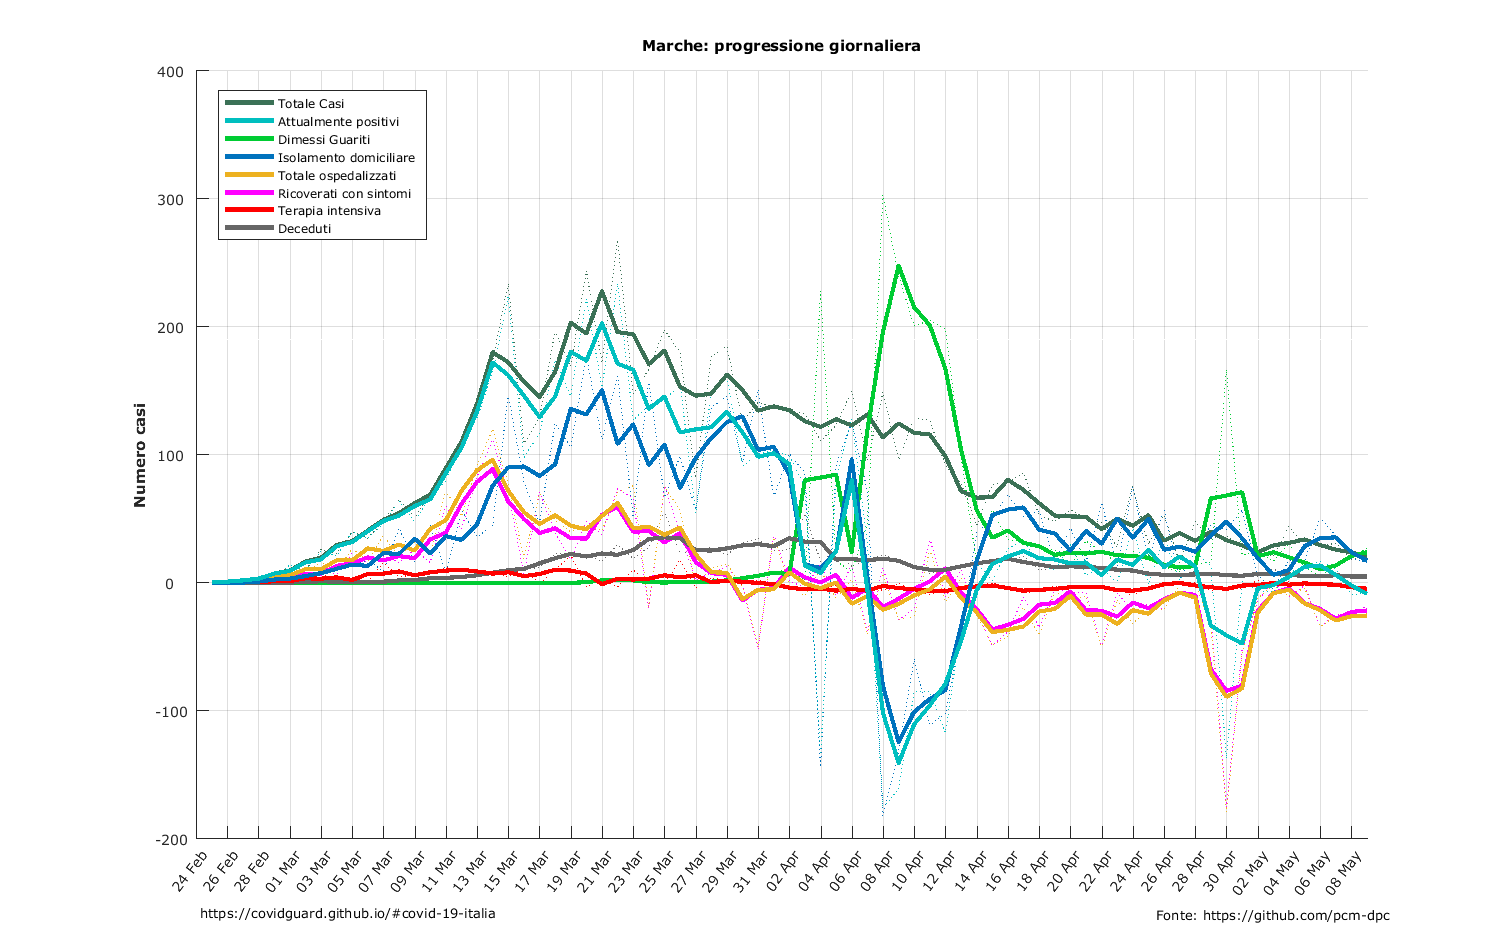 Marche: progressione giornaliera
400
300
200
100
0
-100
-200
Numero casi
Totale Casi
Attualmente positivi
Dimessi Guariti
Isolamento domiciliare
Totale ospedalizzati
Ricoverati con sintomi
Terapia intensiva
Deceduti
24 Feb
26 Feb
28 Feb
01 Mar
03 Mar
05 Mar
07 Mar
09 Mar
11 Mar
13 Mar
15 Mar
17 Mar
19 Mar
21 Mar
23 Mar
25 Mar
27 Mar
29 Mar
31 Mar
02 Apr
04 Apr
06 Apr
08 Apr
10 Apr
12 Apr
14 Apr
16 Apr
18 Apr
20 Apr
22 Apr
24 Apr
26 Apr
28 Apr
30 Apr
02 May
04 May
06 May
08 May
https://covidguard.github.io/#covid-19-italia
Fonte: https://github.com/pcm-dpc